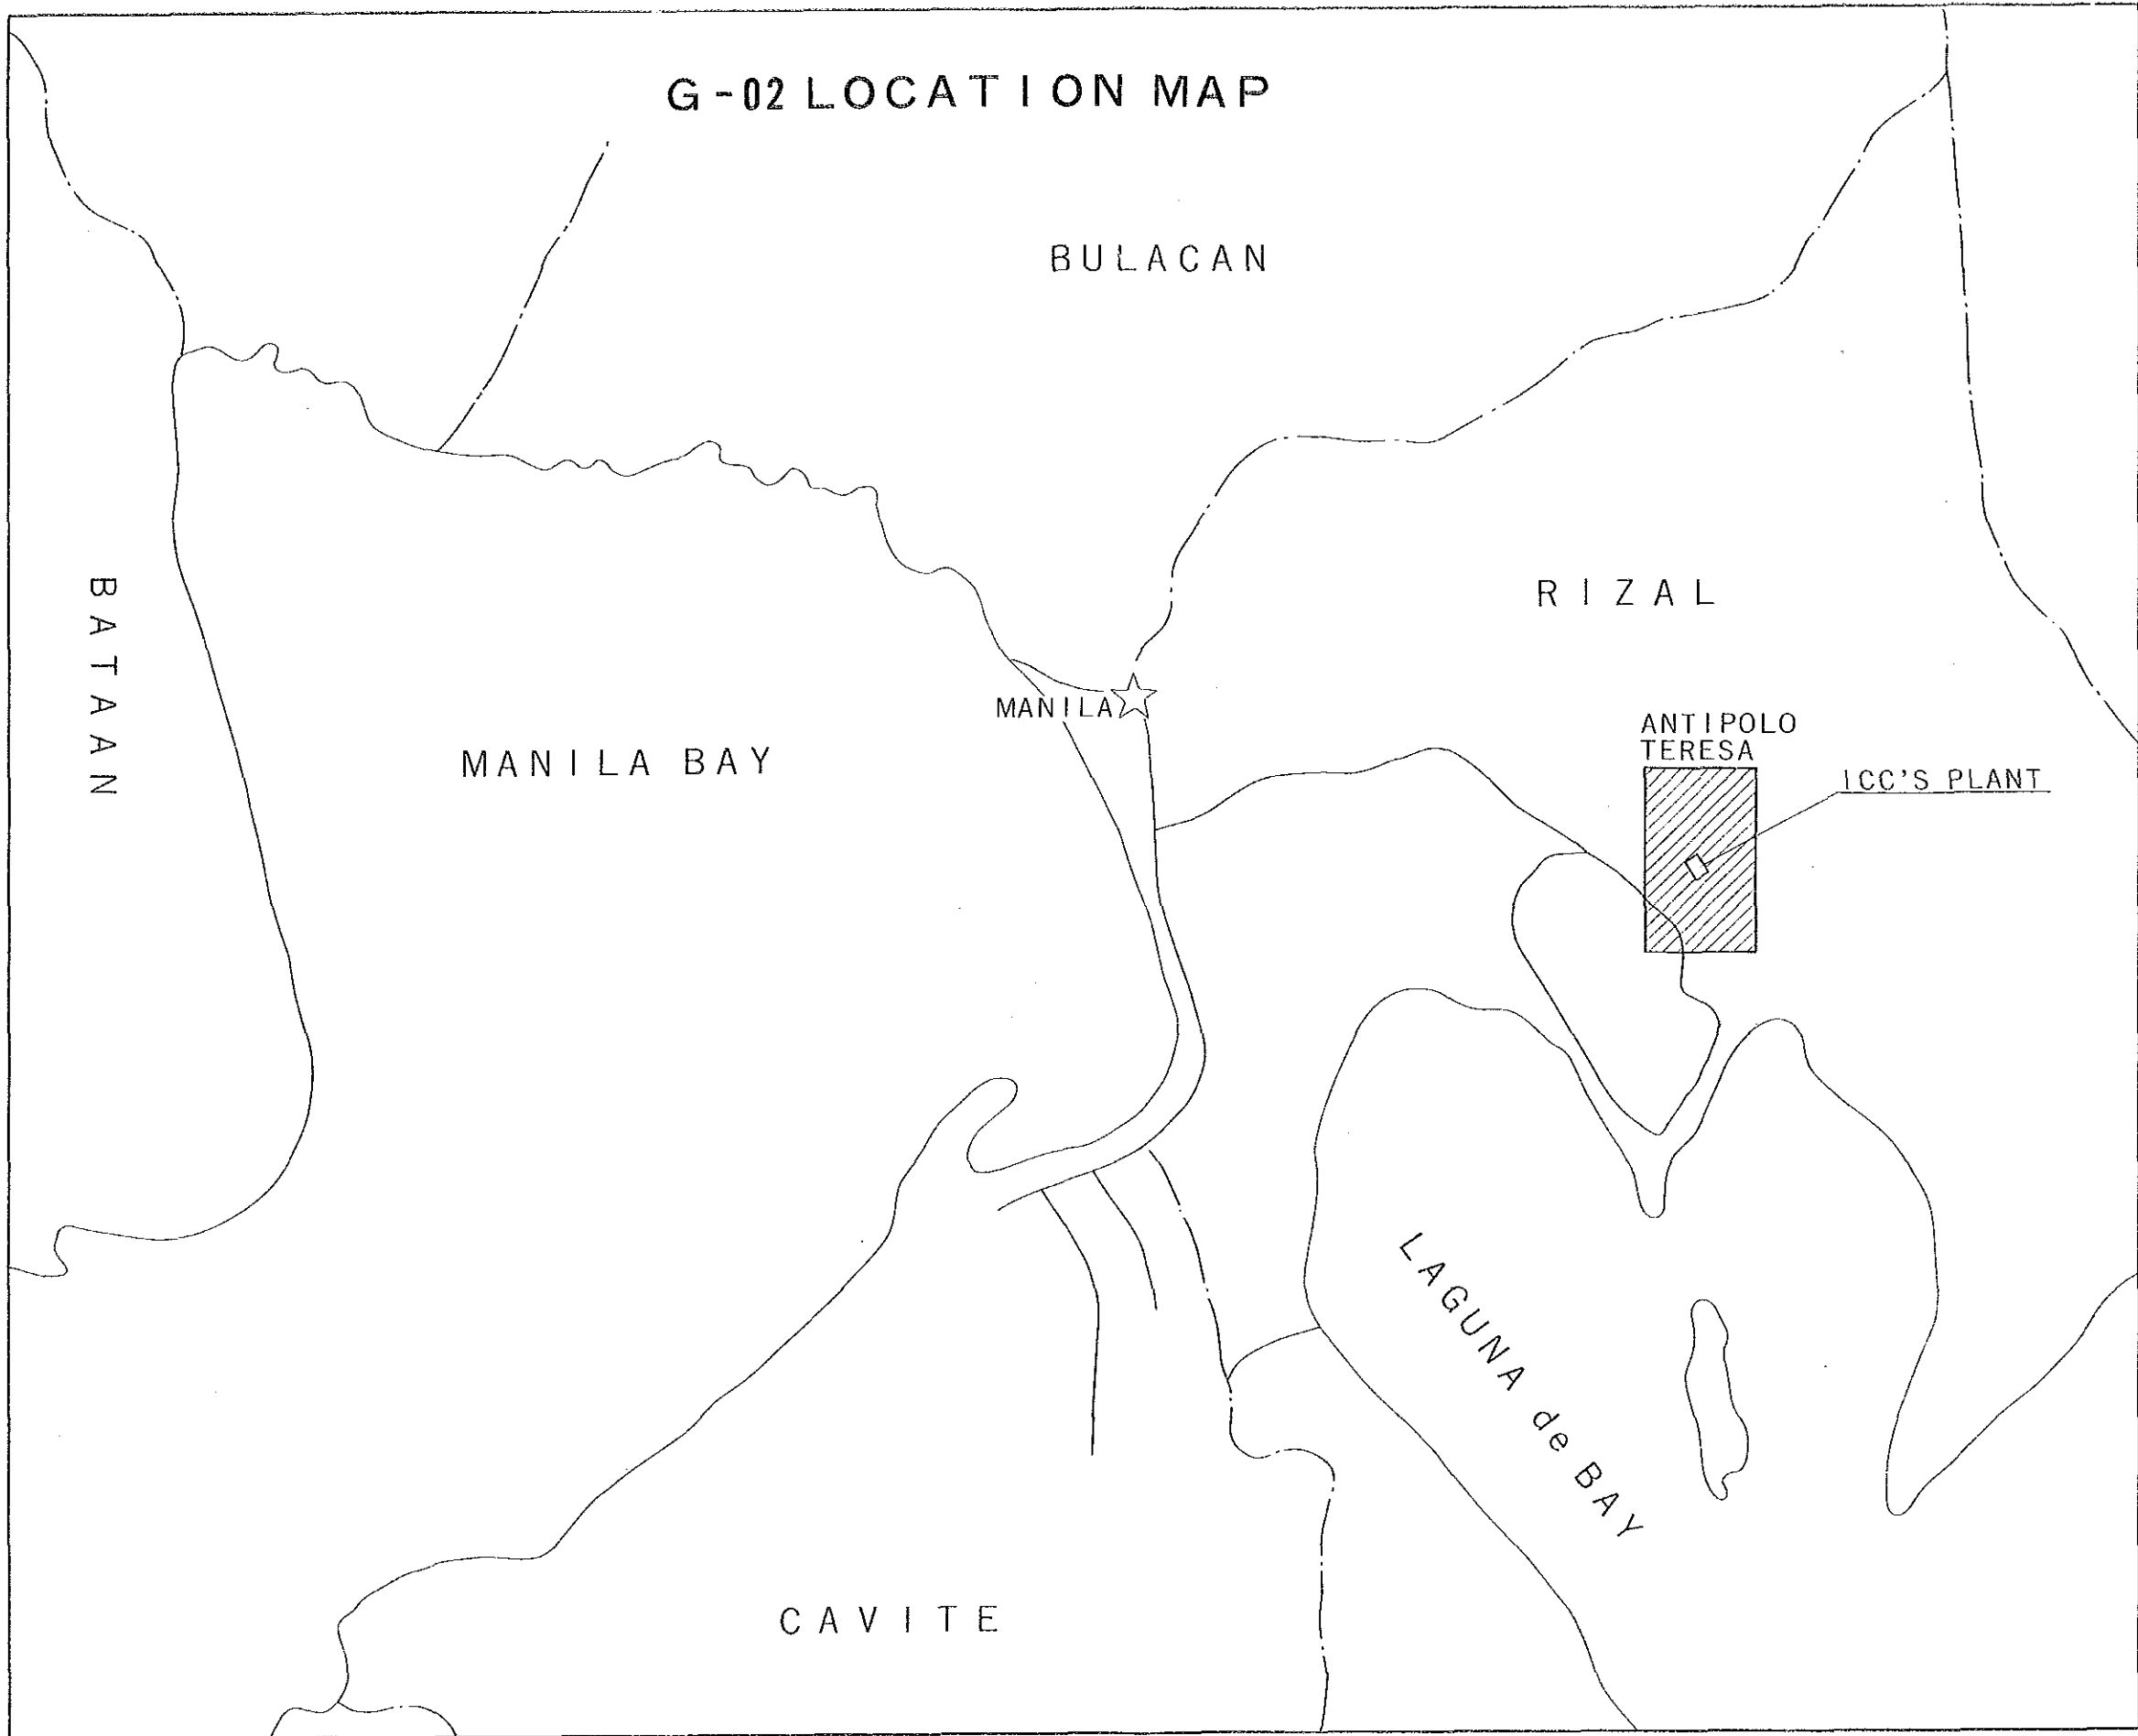 G-02 LOCATION MAP
BULACAN
BATAAN
RIZAL
MANILA
MANILA BAY
ANTIPOLO
TERESA
ICC'S PLANT
LAGUNA de BAY
CAVITE